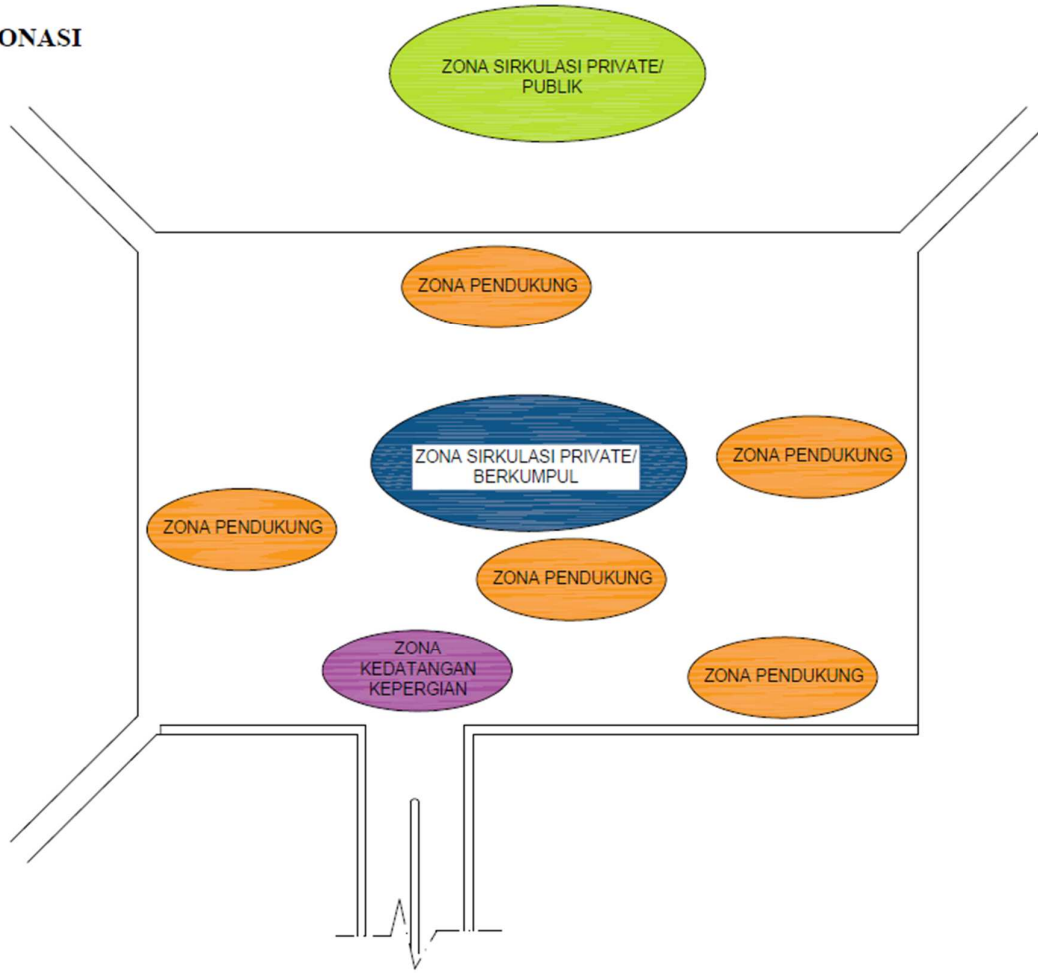 ONASI
ZONA SIRKULASI PRIVATE/
PUBLIK
ZONA PENDUKUNG
ZONA SIRKULASI PRIVATE/
BERKUMPUL
ZONA PENDUKUNG
ZONA PENDUKUNG
ZONA PENDUKUNG
ZONA
KEDATANGAN
KEPERGIAN
ZONA PENDUKUNG